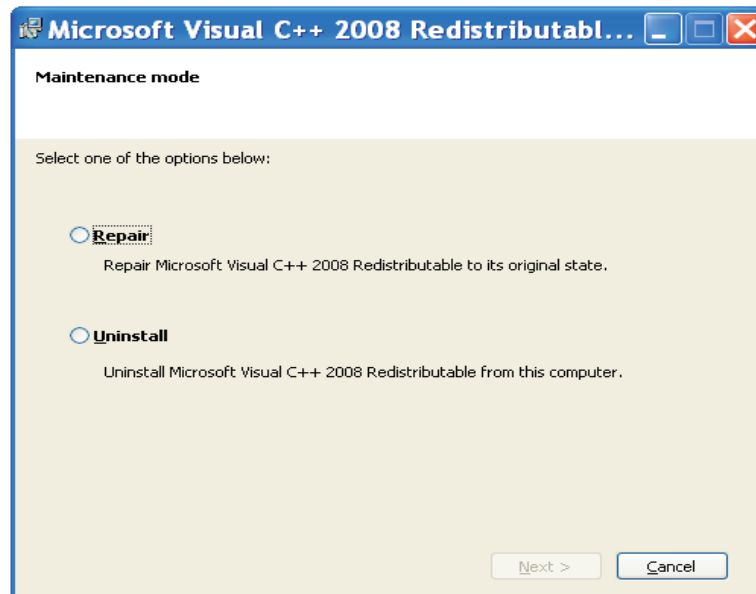 Microsoft Visual C++ 2008 Redistributabl...
Maintenance mode
Select one of the options below:
Repair
Repair Microsoft Visual C++ 2008 Redistributable to its original state.
Uninstall
Uninstall Microsoft Visual C++ 2008 Redistributable from this computer.
Next >
Cancel